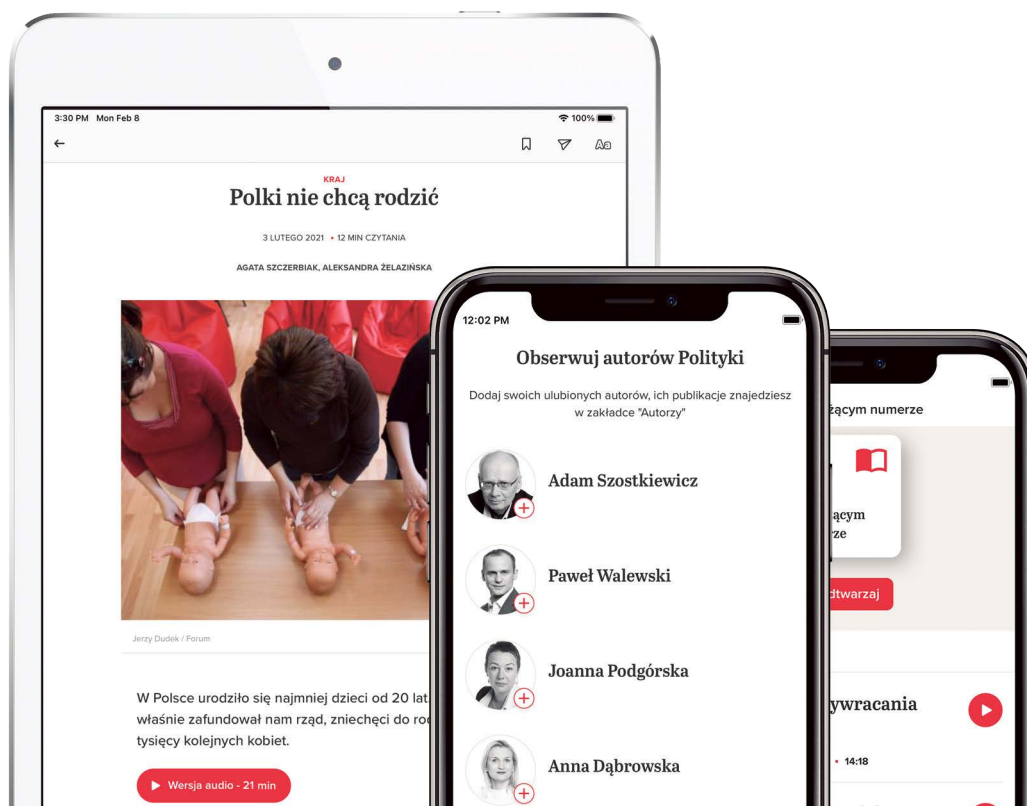 3:30 PM Mon Feb 8
100%
Aa
KRAJ
Polki nie chcą rodzić
3 LUTEGO 2021 • 12 MIN CZYTANIA
AGATA SZCZERBIAK, ALEKSANDRA ŻELAZIŃSKA
Jerzy Dudek / Forum
W Polsce urodziło się najmniej dzieci od 20 lat
właśnie zafundował nam rząd, zniechęci do
tysięcy kolejnych kobiet.
Wersja audio - 21 min
12:02 PM
Obserwuj autorów Polityki
Dodaj swoich ulubionych autorów, ich publikacje znajdziesz
w zakładce "Autorzy"
Adam Szostkiewicz
Paweł Walewski
Joanna Podgórska
Anna Dąbrowska
żącym numerze
ącym
ze
dtwarzaj
ywracania
• 14:18